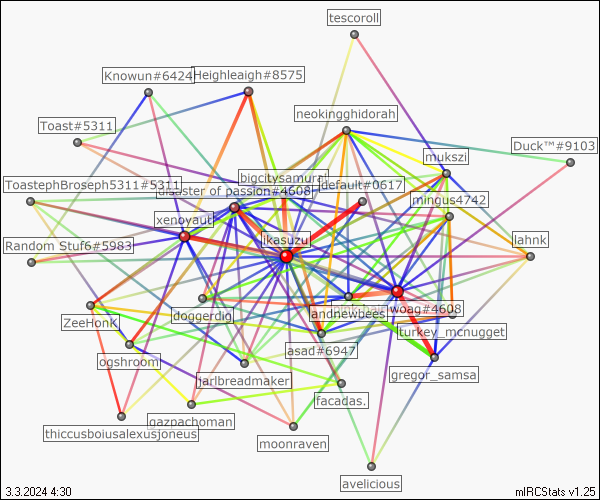 tescoroll
Knowun#6424
Heighleaigh#8575
neokingghidorah
Toast#5311
Duck™#9103
mukszi
bigcitysamurai
ToastephBroseph5311#5311
disaster of passion#4608
default#0617
mingus4742
xenoyaut
ikasuzu
lahnk
Random Stuf6#5983
doggerdig
landnewbees
woag#4608
ZeeHonk
turkey_mcnugget
asad#6947
ogshroom
gregor_samsa
jarlbreadmaker
facadas.
gazpachoman
thiccusboiusalexusjoneus
moonraven
avelicious
3.3.2024 4:30
mIRCStats v1.25